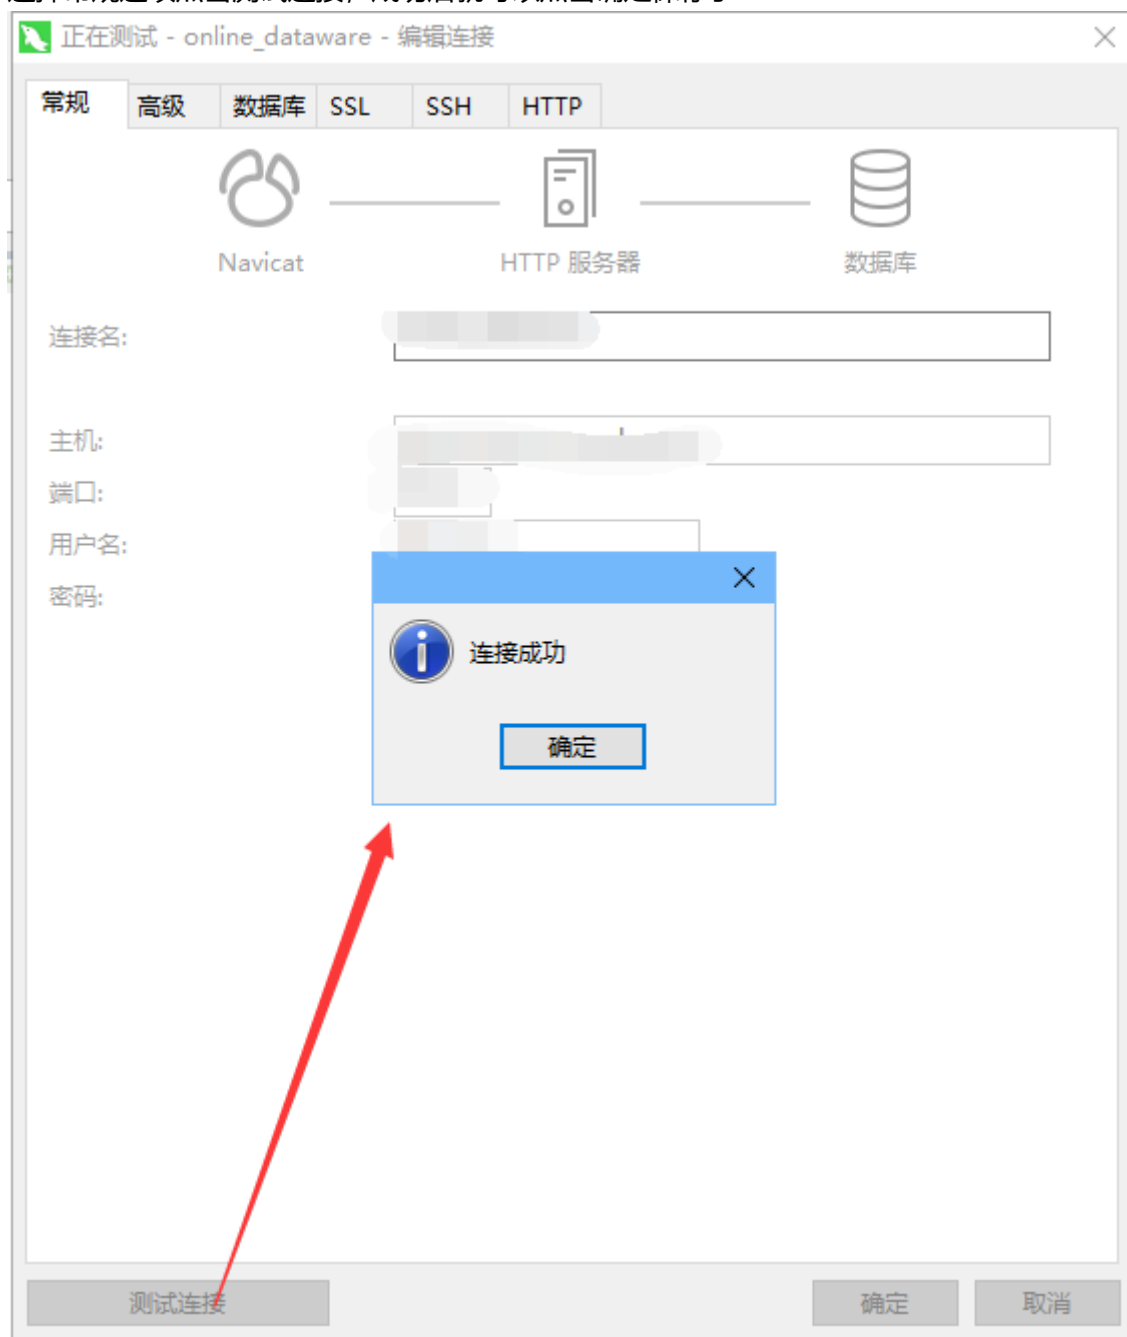 正在测试 - online_dataware - 编辑连接
常规 高级 数据库 SSL SSH HTTP
Navicat HTTP 服务器 数据库
连接名:
主机:
端口:
用户名:
密码:
连接成功
确定
测试连接 确定 取消